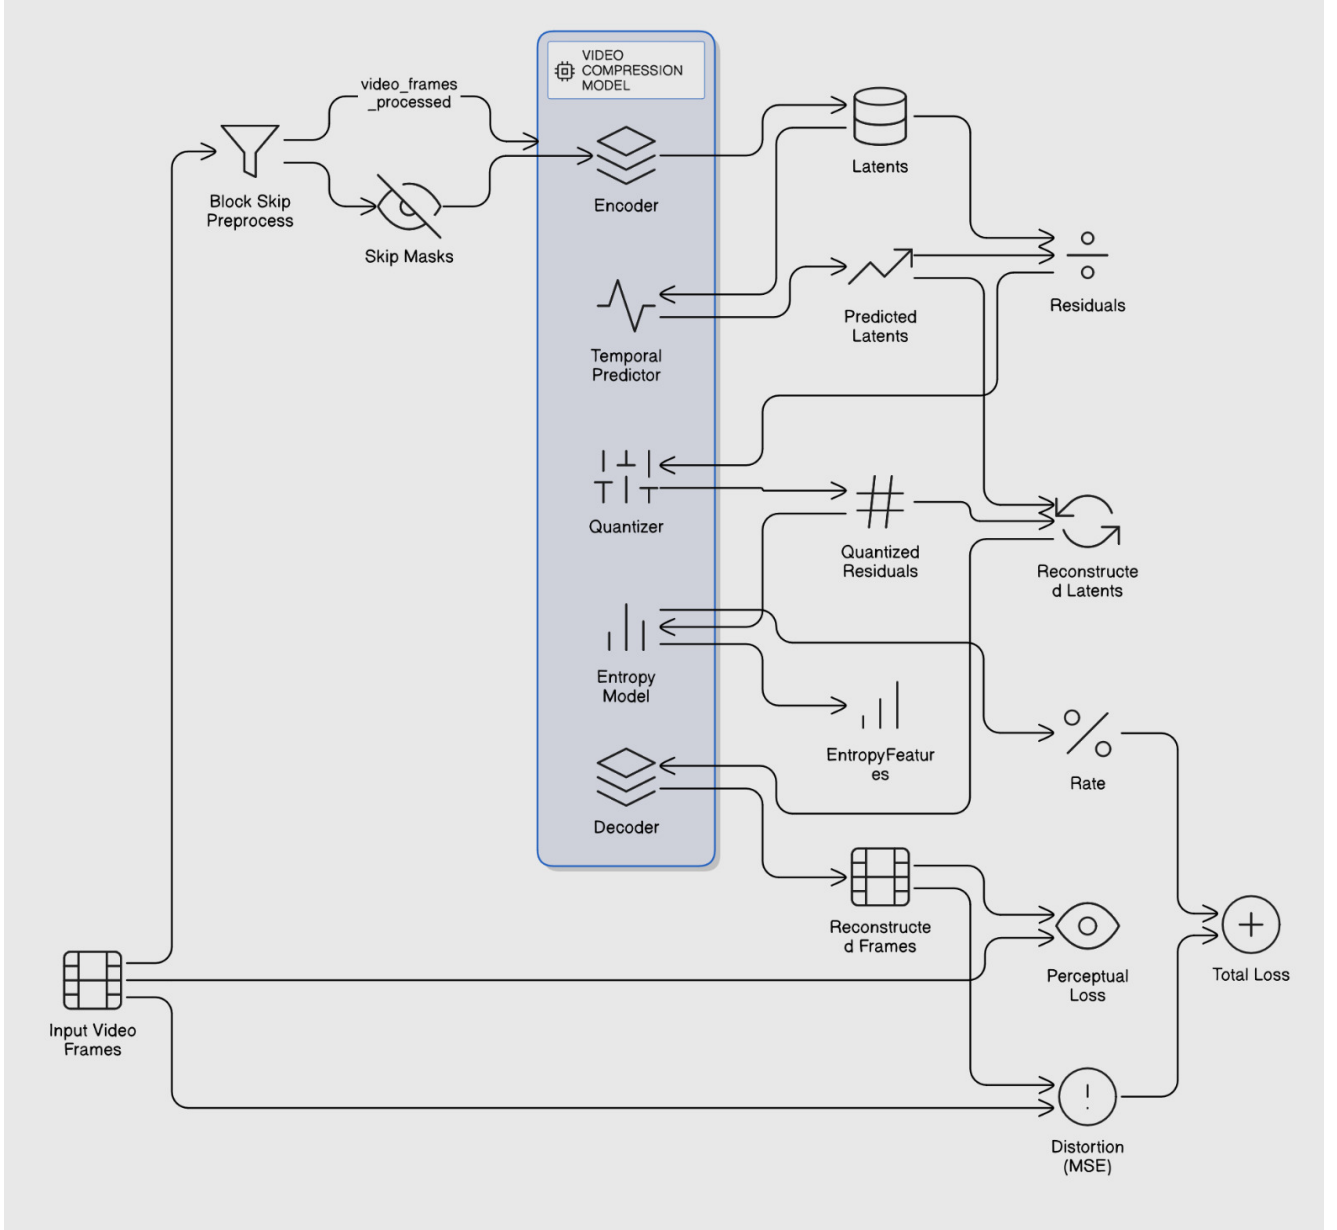 VIDEO
COMPRESSION
MODEL
video_frames
_processed
Block Skip
Preprocess
Skip Masks
Encoder
Latents
Temporal
Predictor
Predicted
Latents
Residuals
Quantizer
Quantized
Residuals
Reconstructe
d Latents
Entropy
Model
EntropyFeatur
es
Rate
Decoder
Reconstructe
d Frames
Perceptual
Loss
Total Loss
Input Video
Frames
Distortion
(MSE)